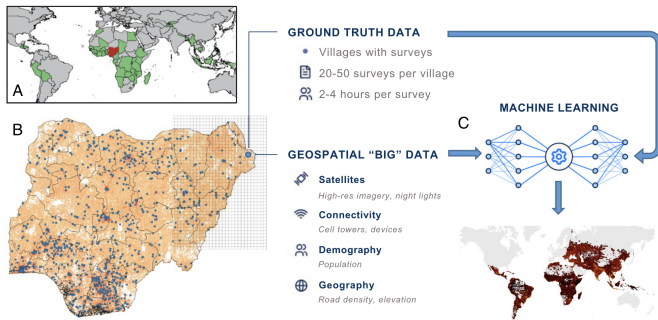 A
GROUND TRUTH DATA
Villages with surveys
20-50 surveys per village
2-4 hours per survey
B
GEOSPATIAL “BIG” DATA
Satellites
High-res imagery, night lights
Connectivity
Cell towers, devices
Demography
Population
Geography
Road density, elevation
MACHINE LEARNING
C